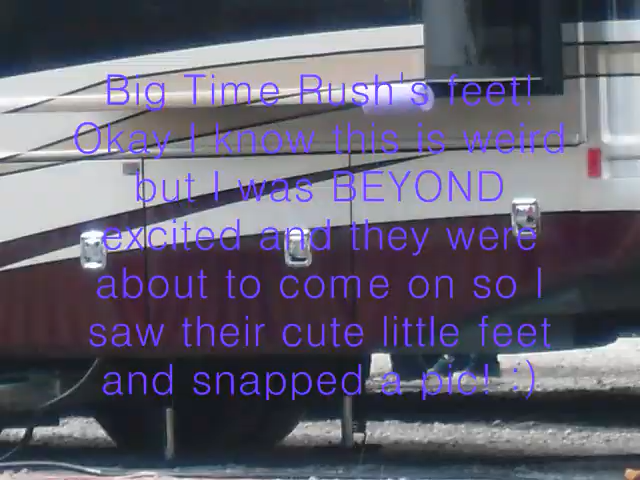 Big Time Rush's feet!
Okay I know this is weird
but I was BEYOND
excited and they were
about to come on so I
saw their cute little feet
and snapped a pic! :)